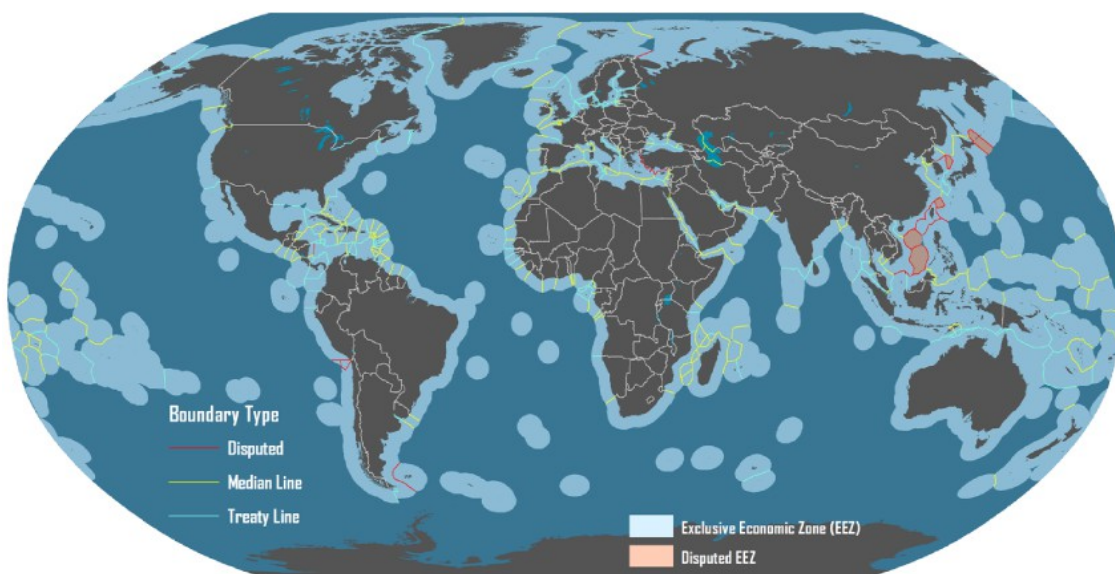 Boundary Type
Disputed
Median Line
Treaty Line
Exclusive Economic Zone (EEZ)
Disputed EEZ